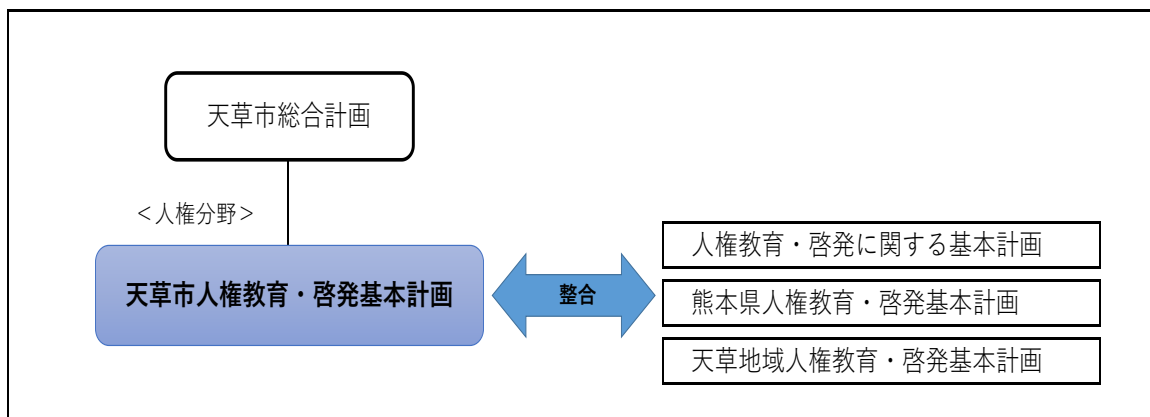 天草市総合計画
＜人権分野＞
天草市人権教育・啓発基本計画
整合
人権教育・啓発に関する基本計画
熊本県人権教育・啓発基本計画
天草地域人権教育・啓発基本計画